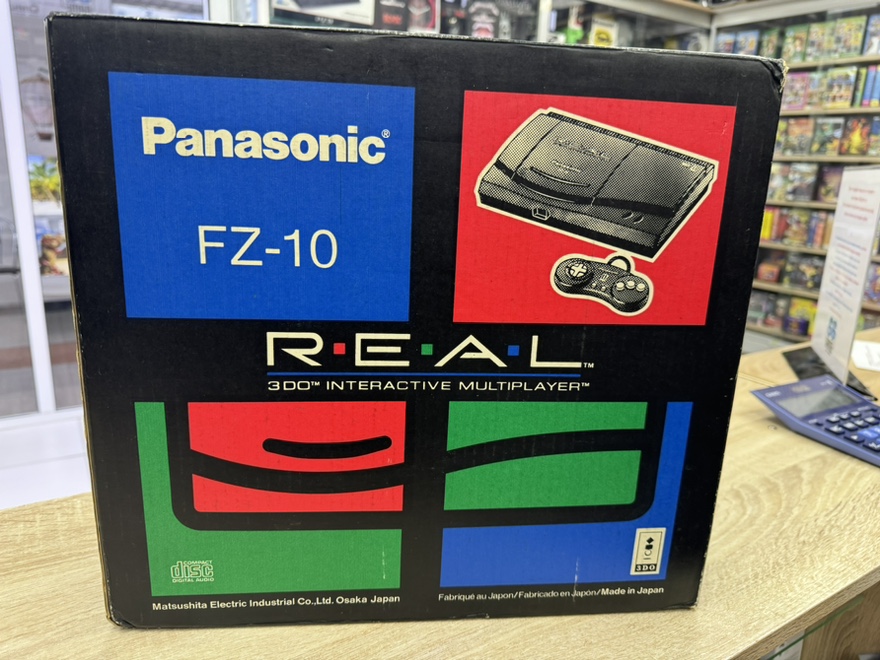 Panasonic®
FZ-10
R·E·A·L™
3DO™ INTERACTIVE MULTIPLAYER™
COMPACT
disc
DIGITAL AUDIO
3DO
Matsushita Electric Industrial Co.,Ltd. Osaka Japan
Fabriqué au Japon/Fabricado en Japón/Made in Japan